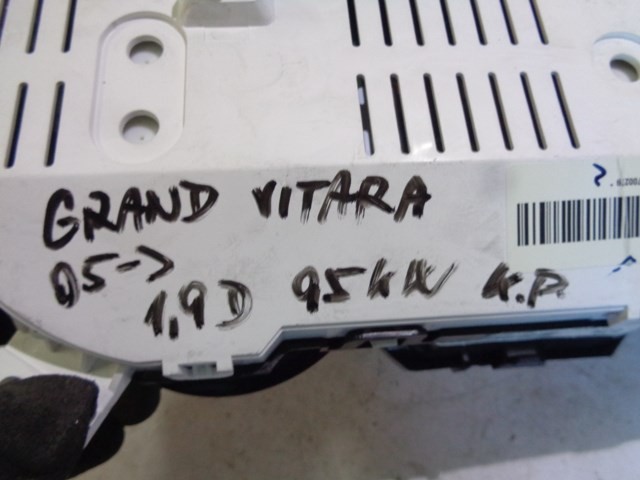 GRAND VITARA
05->
1,9D 95KW K.P.